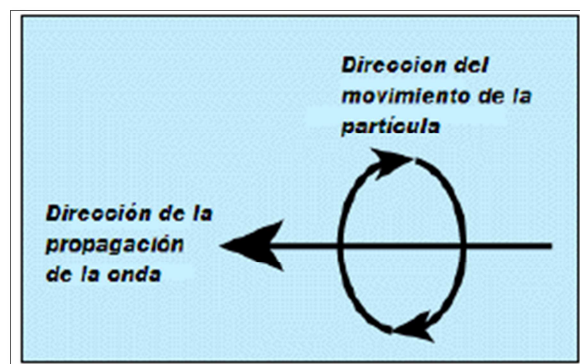 Direccion del
movimiento de la
partícula
Dirección de la
propagación
de la onda